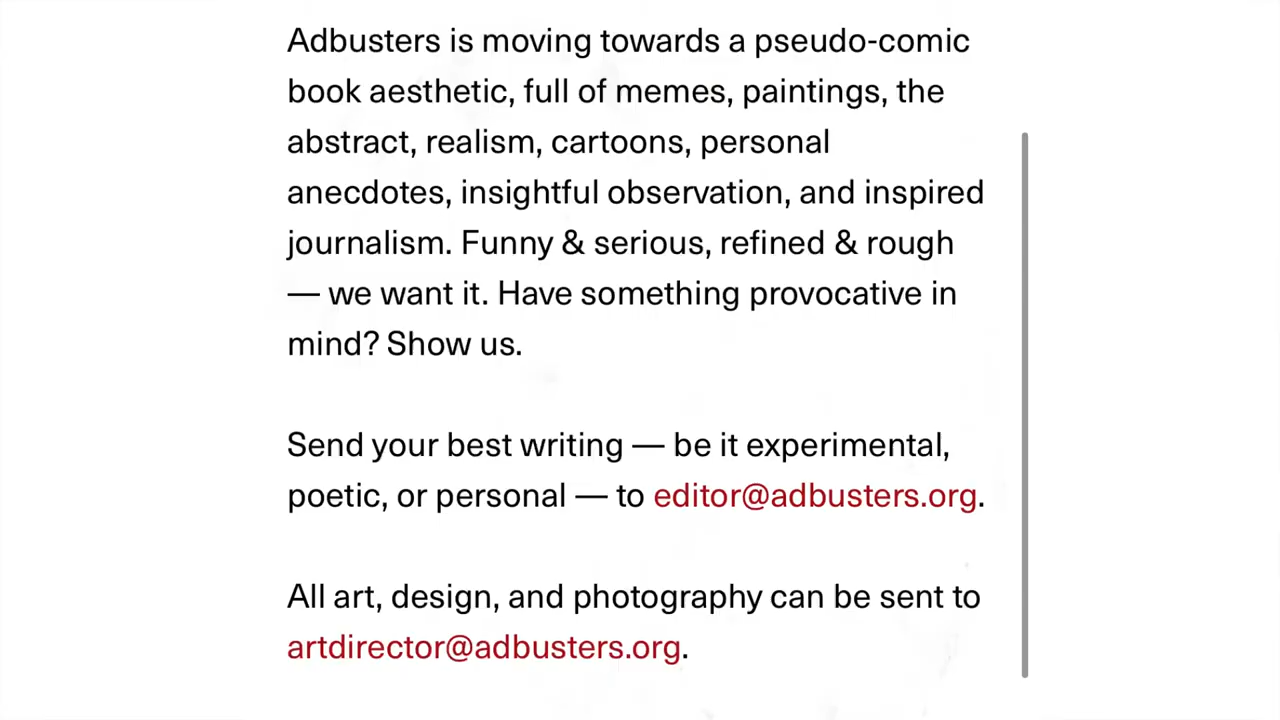 Adbusters is moving towards a pseudo-comic
book aesthetic, full of memes, paintings, the
abstract, realism, cartoons, personal
anecdotes, insightful observation, and inspired
journalism. Funny & serious, refined & rough
— we want it. Have something provocative in
mind? Show us.
Send your best writing — be it experimental,
poetic, or personal — to editor@adbusters.org.
All art, design, and photography can be sent to
artdirector@adbusters.org.